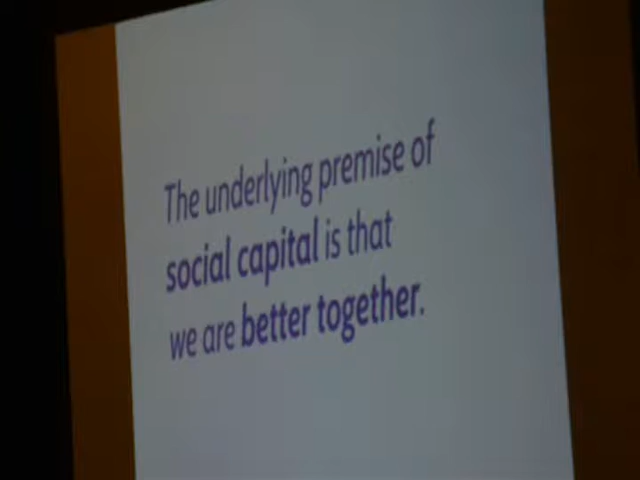 The underlying premise of
social capital is that
we are better together.